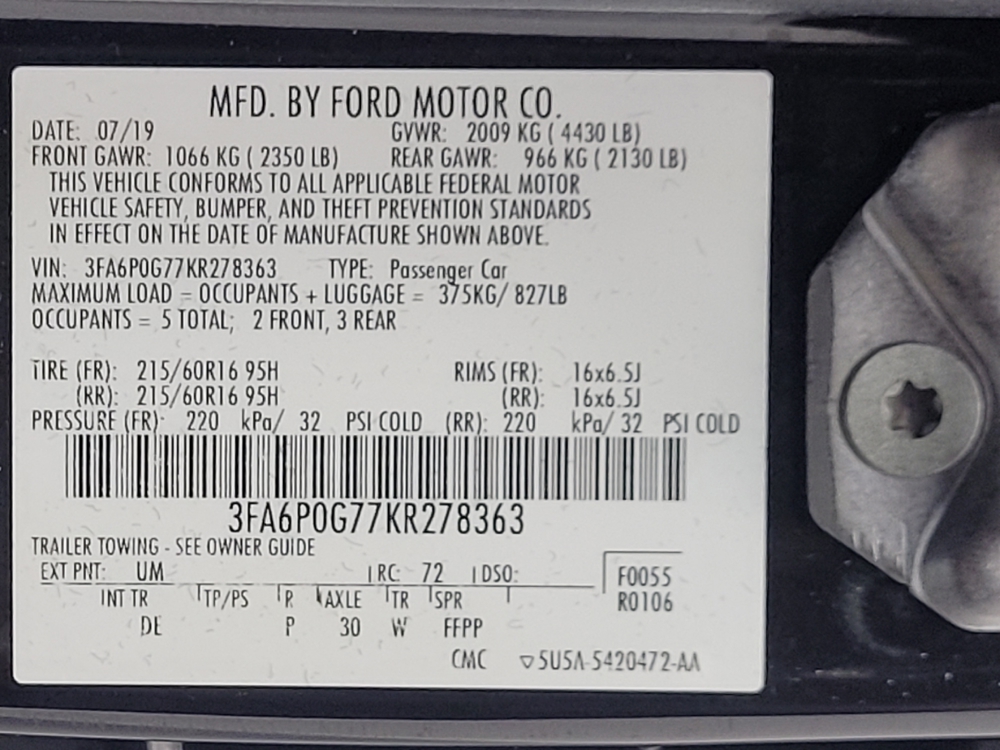 MFD. BY FORD MOTOR CO.
DATE: 07/19 GVWR: 2009 KG ( 4430 LB)
FRONT GAWR: 1066 KG ( 2350 LB) REAR GAWR: 966 KG ( 2130 LB)
THIS VEHICLE CONFORMS TO ALL APPLICABLE FEDERAL MOTOR
VEHICLE SAFETY, BUMPER, AND THEFT PREVENTION STANDARDS
IN EFFECT ON THE DATE OF MANUFACTURE SHOWN ABOVE.
VIN: 3FA6P0G77KR278363 TYPE: Passenger Car
MAXIMUM LOAD = OCCUPANTS + LUGGAGE = 375KG/ 827LB
OCCUPANTS = 5 TOTAL; 2 FRONT, 3 REAR
TIRE (FR): 215/60R16 95H RIMS (FR): 16x6.5J
(RR): 215/60R16 95H (RR): 16x6.5J
PRESSURE (FR): 220 kPa/ 32 PSI COLD (RR): 220 kPa/ 32 PSI COLD
3FA6P0G77KR278363
TRAILER TOWING - SEE OWNER GUIDE
EXT PNT: UM RC: 72 DSO: F0055
INT TR TP/PS R AXLE TR SPR R0106
DE P 30 W FFPP
CMC ▽5U5A-5420472-AA